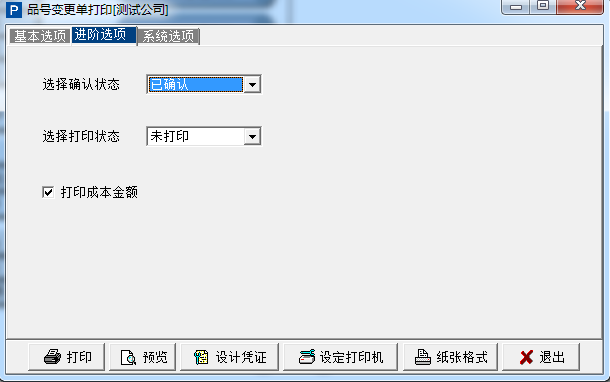 品号变更单打印[测试公司]
基本选项 进阶选项 系统选项
选择确认状态 已确认
选择打印状态 未打印
打印成本金额
打印 预览 设计凭证 设定打印机 纸张格式 退出